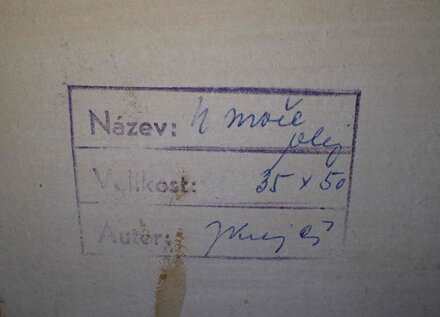 Název: U moře
olej
Velikost: 35 x 50
Autor: